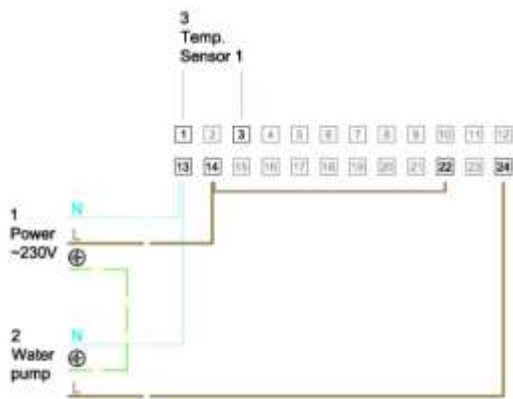 3
Temp.
Sensor 1
1 2 3 4 5 6 7 8 9 10 11 12
13 14 15 16 17 18 19 20 21 22 23 24
1
Power
~230V
N
L
2
Water
pump
N
L